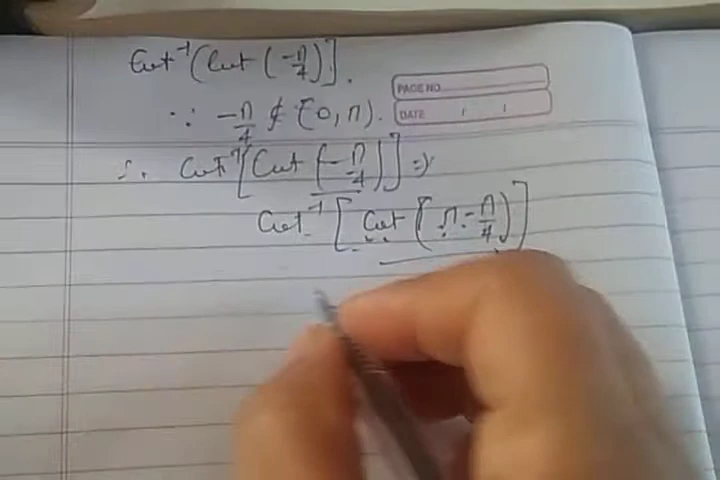 Cot⁻¹(Cot(-π/4)].
PAGE NO.
∵ -π/4 ∉ [0, π).
DATE / /
∴ Cot⁻¹[Cot(-π/4)] ⇒
Cot⁻¹[Cot(π - π/4)]